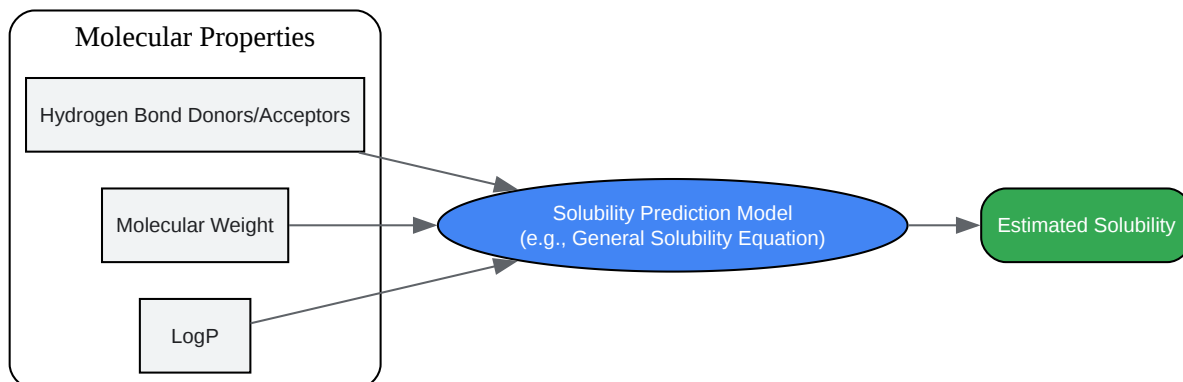 Molecular Properties
Hydrogen Bond Donors/Acceptors
Molecular Weight
LogP
Solubility Prediction Model
(e.g., General Solubility Equation)
Estimated Solubility